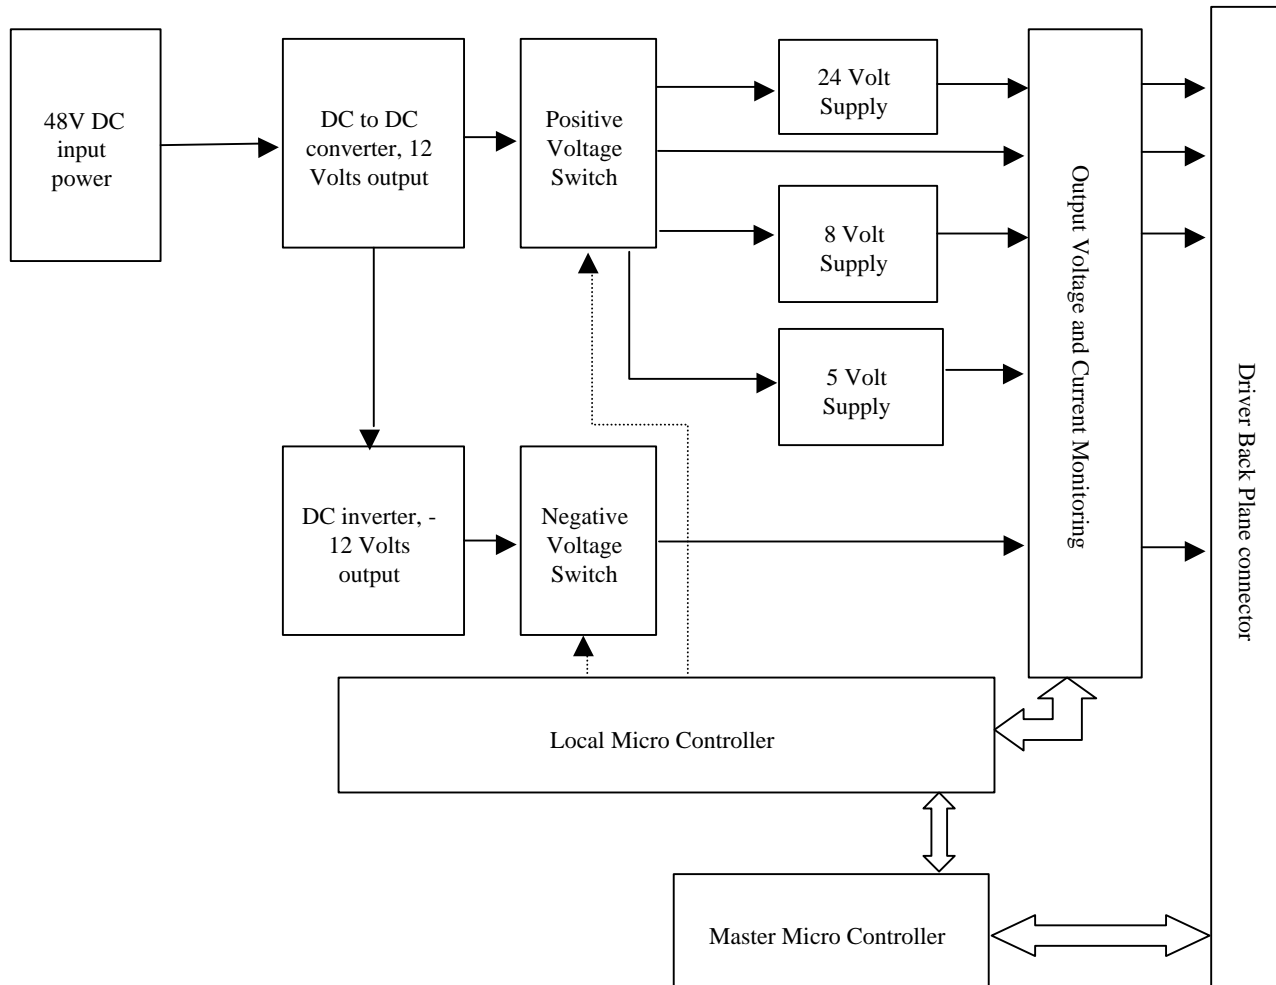 48V DC
input
power
DC to DC
converter, 12
Volts output
Positive
Voltage
Switch
24 Volt
Supply
8 Volt
Supply
5 Volt
Supply
Output Voltage and Current Monitoring
Driver Back Plane connector
DC inverter, -
12 Volts
output
Negative
Voltage
Switch
Local Micro Controller
Master Micro Controller